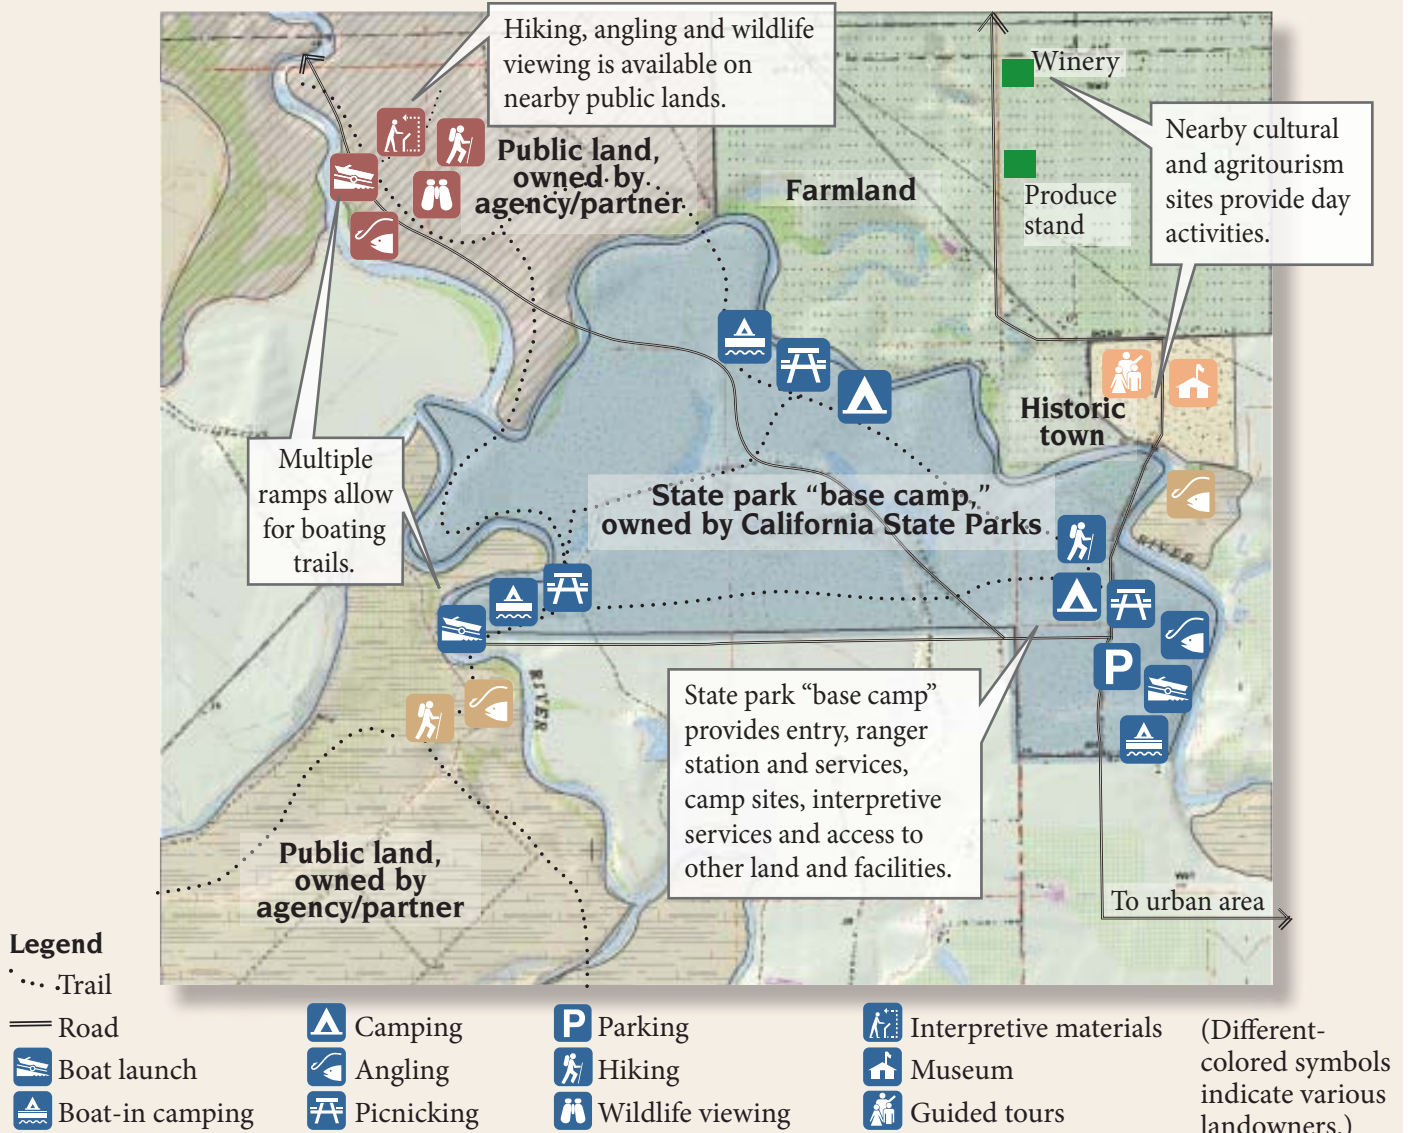 Hiking, angling and wildlife
viewing is available on
nearby public lands.
Winery
Nearby cultural
and agritourism
sites provide day
activities.
Public land,
owned by
agency/partner
Farmland
Produce
stand
Historic
town
Multiple
ramps allow
for boating
trails.
State park “base camp,”
owned by California State Parks
RIVER
RIVER
P
State park “base camp”
provides entry, ranger
station and services,
camp sites, interpretive
services and access to
other land and facilities.
Public land,
owned by
agency/partner
To urban area
Legend
Trail
Road
Boat launch
Boat-in camping
Camping
Angling
Picnicking
P Parking
Hiking
Wildlife viewing
Interpretive materials
Museum
Guided tours
(Different-
colored symbols
indicate various
landowners.)